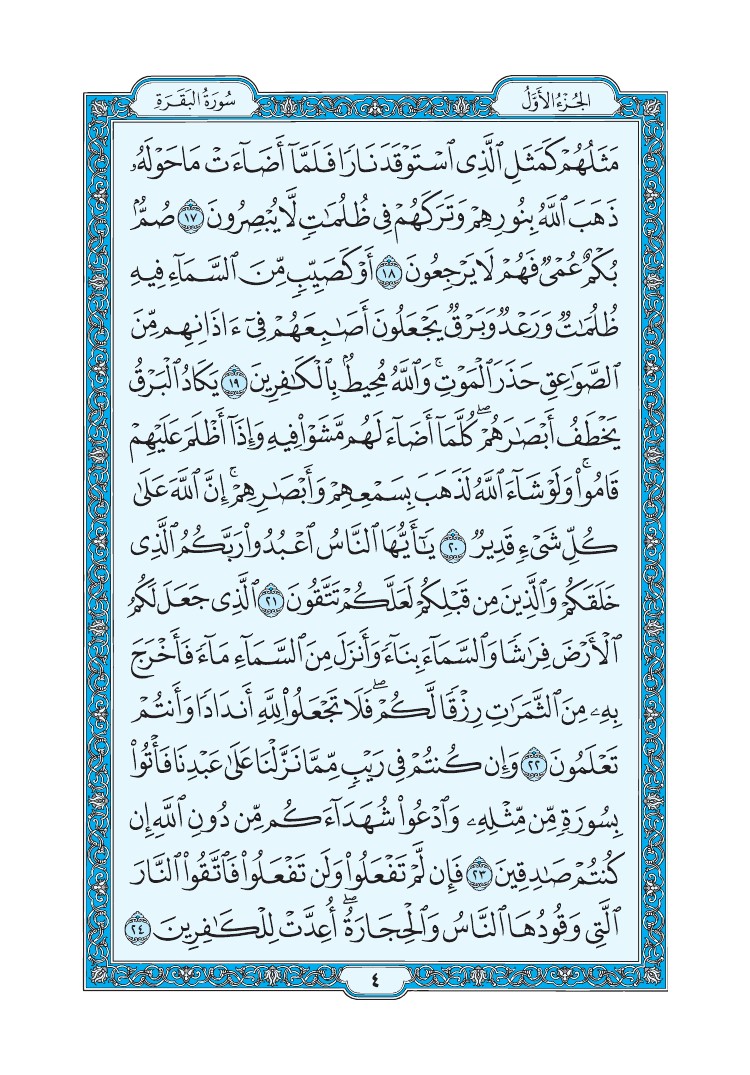 الجُزْءُ الأَوَّلُ
سُورَةُ البَقَرَةِ
مَثَلُهُمْ كَمَثَلِ ٱلَّذِى ٱسْتَوْقَدَ نَارًا فَلَمَّآ أَضَآءَتْ مَا حَوْلَهُۥ
ذَهَبَ ٱللَّهُ بِنُورِهِمْ وَتَرَكَهُمْ فِى ظُلُمَٰتٍ لَّا يُبْصِرُونَ ١٧ صُمٌّۢ
بُكْمٌ عُمْىٌ فَهُمْ لَا يَرْجِعُونَ ١٨ أَوْ كَصَيِّبٍ مِّنَ ٱلسَّمَآءِ فِيهِ
ظُلُمَٰتٌ وَرَعْدٌ وَبَرْقٌ يَجْعَلُونَ أَصَٰبِعَهُمْ فِىٓ ءَاذَانِهِم مِّنَ
ٱلصَّوَٰعِقِ حَذَرَ ٱلْمَوْتِ ۚ وَٱللَّهُ مُحِيطٌۢ بِٱلْكَٰفِرِينَ ١٩ يَكَادُ ٱلْبَرْقُ
يَخْطَفُ أَبْصَٰرَهُمْ ۖ كُلَّمَآ أَضَآءَ لَهُم مَّشَوْا۟ فِيهِ وَإِذَآ أَظْلَمَ عَلَيْهِمْ
قَامُوا۟ ۚ وَلَوْ شَآءَ ٱللَّهُ لَذَهَبَ بِسَمْعِهِمْ وَأَبْصَٰرِهِمْ ۚ إِنَّ ٱللَّهَ عَلَىٰ
كُلِّ شَىْءٍ قَدِيرٌ ٢٠ يَٰٓأَيُّهَا ٱلنَّاسُ ٱعْبُدُوا۟ رَبَّكُمُ ٱلَّذِى
خَلَقَكُمْ وَٱلَّذِينَ مِن قَبْلِكُمْ لَعَلَّكُمْ تَتَّقُونَ ٢١ ٱلَّذِى جَعَلَ لَكُمُ
ٱلْأَرْضَ فِرَٰشًا وَٱلسَّمَآءَ بِنَآءً وَأَنزَلَ مِنَ ٱلسَّمَآءِ مَآءً فَأَخْرَجَ
بِهِۦ مِنَ ٱلثَّمَرَٰتِ رِزْقًا لَّكُمْ ۖ فَلَا تَجْعَلُوا۟ لِلَّهِ أَندَادًا وَأَنتُمْ
تَعْلَمُونَ ٢٢ وَإِن كُنتُمْ فِى رَيْبٍ مِّمَّا نَزَّلْنَا عَلَىٰ عَبْدِنَا فَأْتُوا۟
بِسُورَةٍ مِّن مِّثْلِهِۦ وَٱدْعُوا۟ شُهَدَآءَكُم مِّن دُونِ ٱللَّهِ إِن
كُنتُمْ صَٰدِقِينَ ٢٣ فَإِن لَّمْ تَفْعَلُوا۟ وَلَن تَفْعَلُوا۟ فَٱتَّقُوا۟ ٱلنَّارَ
ٱلَّتِى وَقُودُهَا ٱلنَّاسُ وَٱلْحِجَارَةُ ۖ أُعِدَّتْ لِلْكَٰفِرِينَ ٢٤
٤